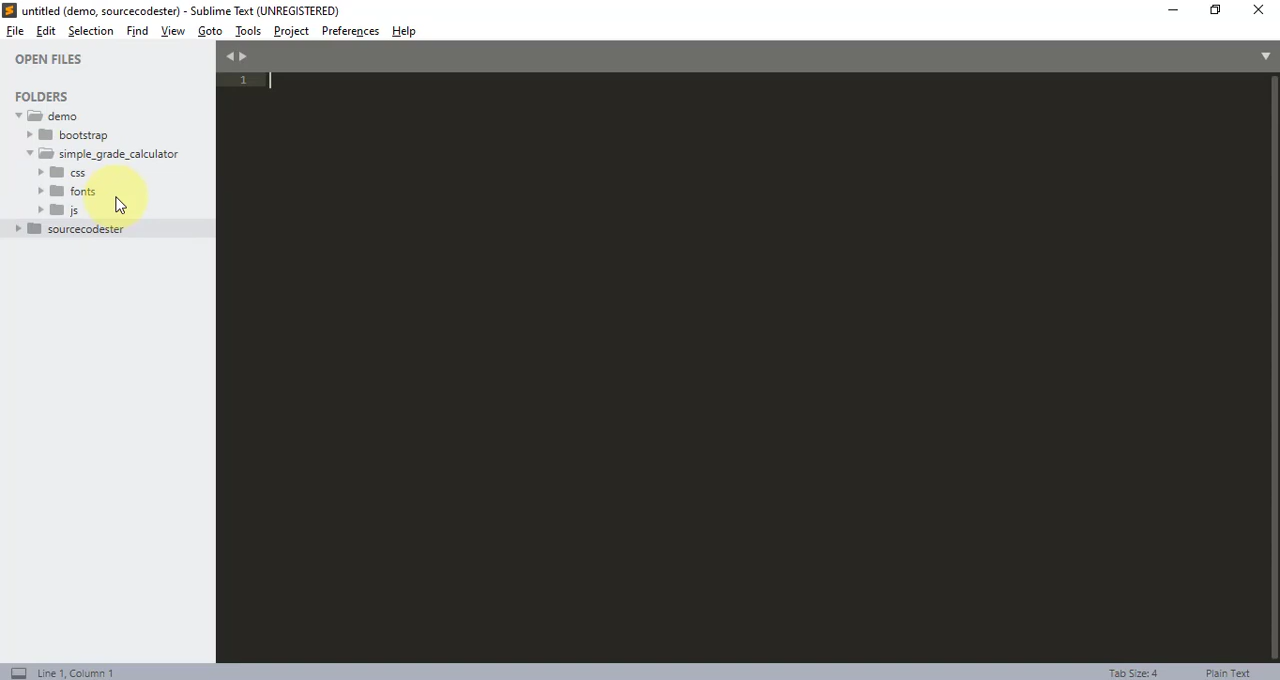 untitled (demo, sourcecodester) - Sublime Text (UNREGISTERED)
File Edit Selection Find View Goto Tools Project Preferences Help
OPEN FILES
1
FOLDERS
demo
bootstrap
simple_grade_calculator
css
fonts
js
sourcecodester
Line 1, Column 1 Tab Size: 4 Plain Text